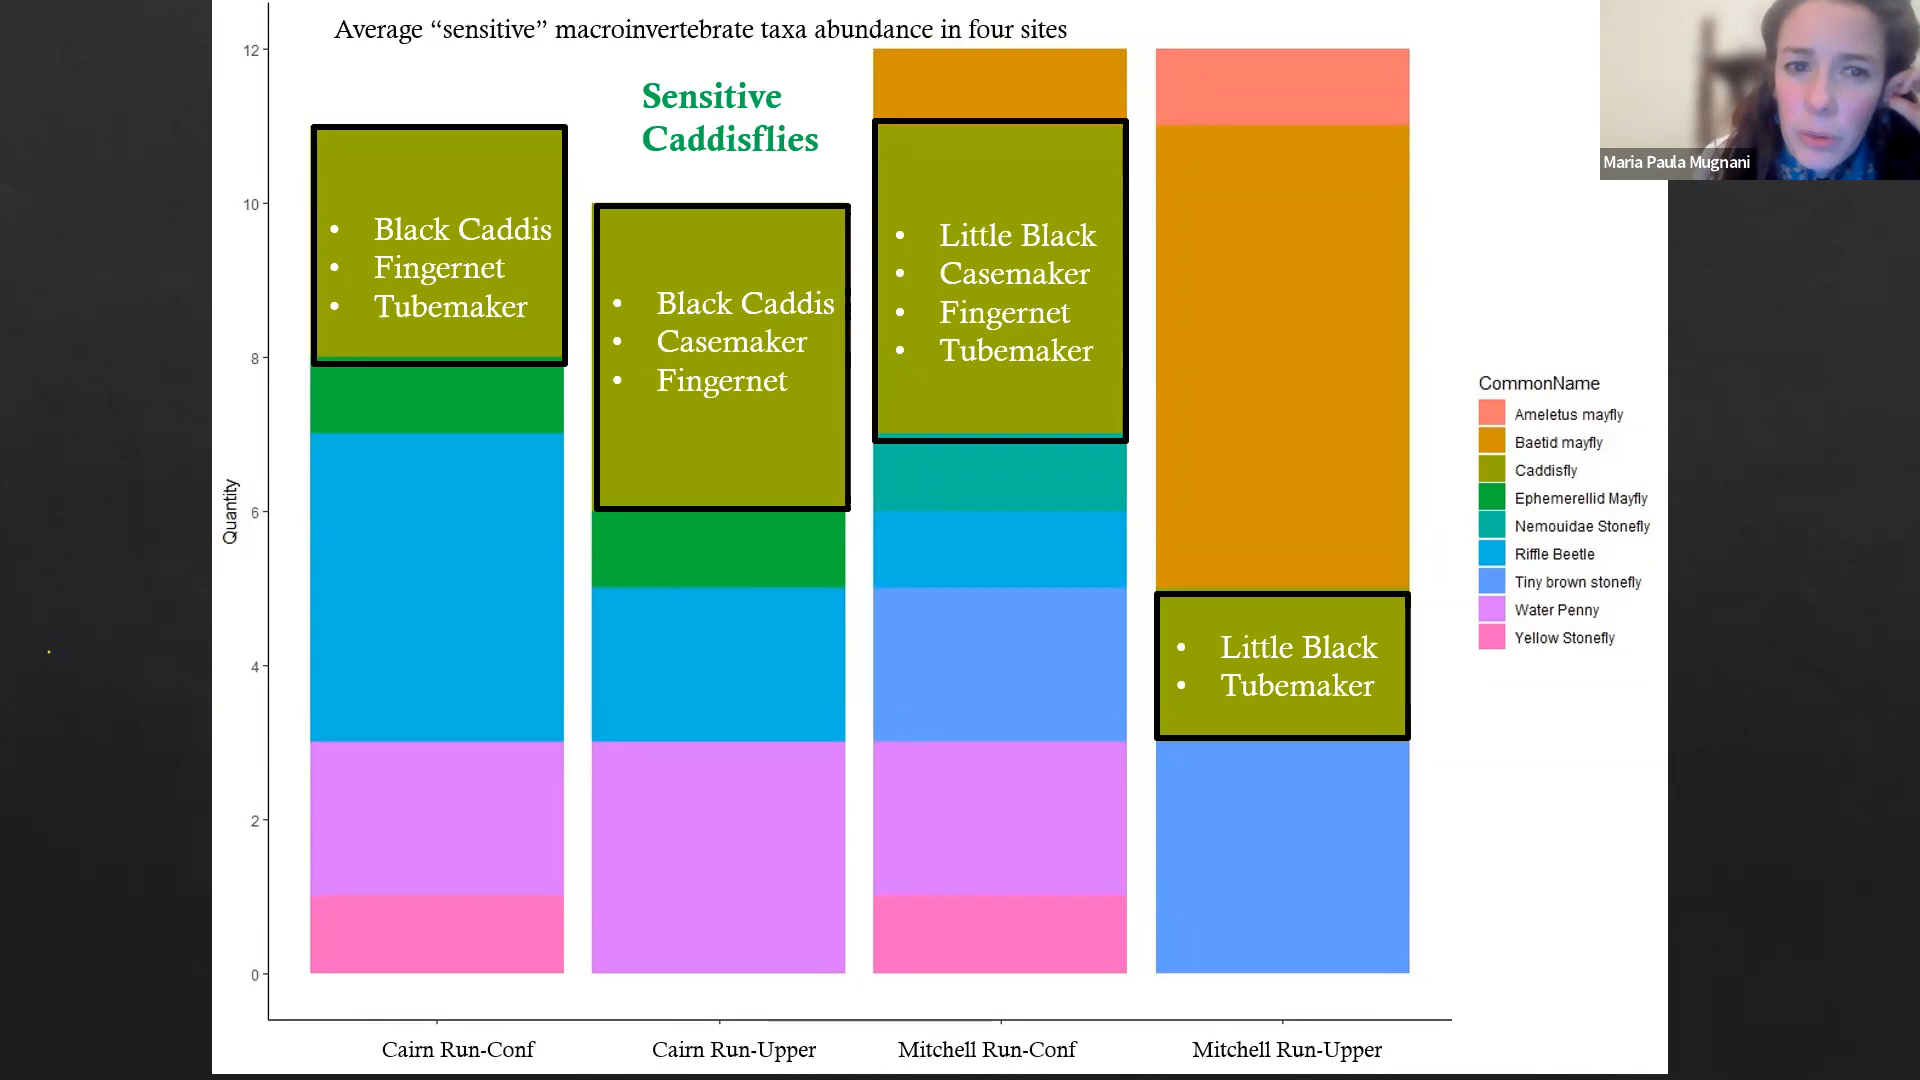 Average “sensitive” macroinvertebrate taxa abundance in four sites
Maria Paula Mugnani
Sensitive
Caddisflies
Quantity
12
10
8
6
4
2
0
• Black Caddis
• Fingernet
• Tubemaker
• Black Caddis
• Casemaker
• Fingernet
• Little Black
• Casemaker
• Fingernet
• Tubemaker
• Little Black
• Tubemaker
CommonName
Ameletus mayfly
Baetid mayfly
Caddisfly
Ephemerellid Mayfly
Nemouidae Stonefly
Riffle Beetle
Tiny brown stonefly
Water Penny
Yellow Stonefly
Cairn Run-Conf
Cairn Run-Upper
Mitchell Run-Conf
Mitchell Run-Upper